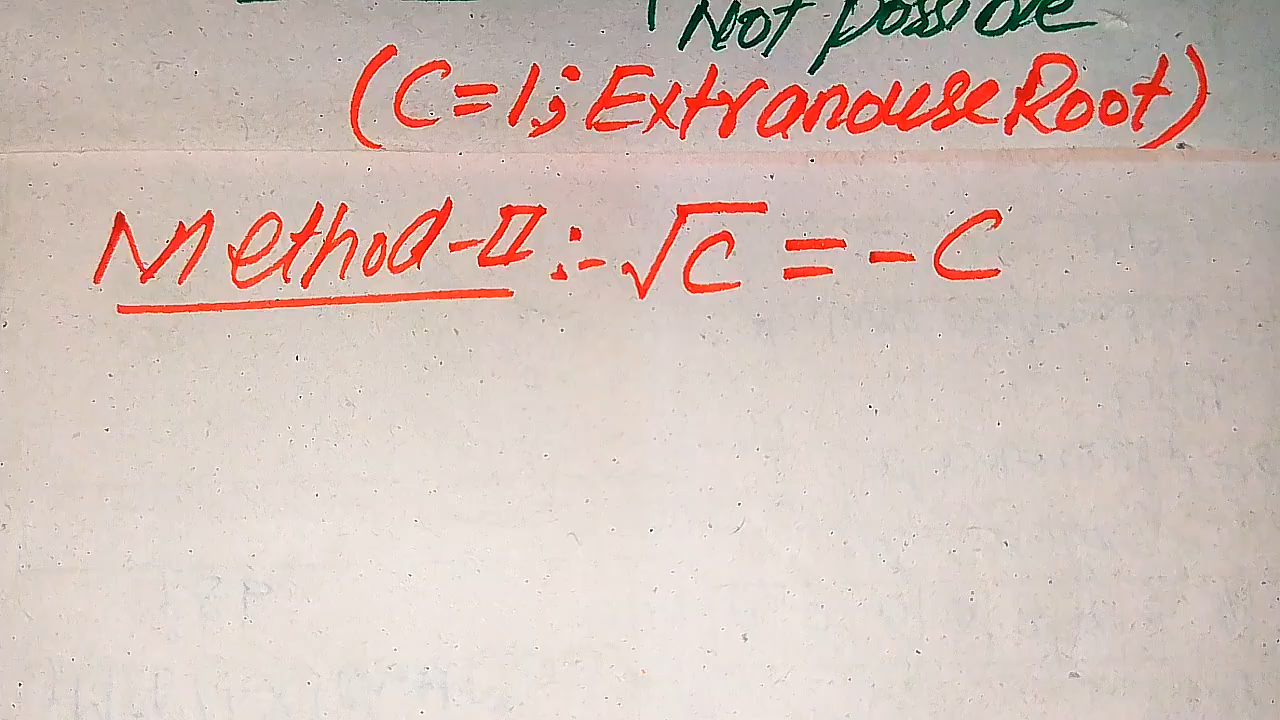 Not possible
(C=1; Extranouse Root)
Method-II:- √C = -C